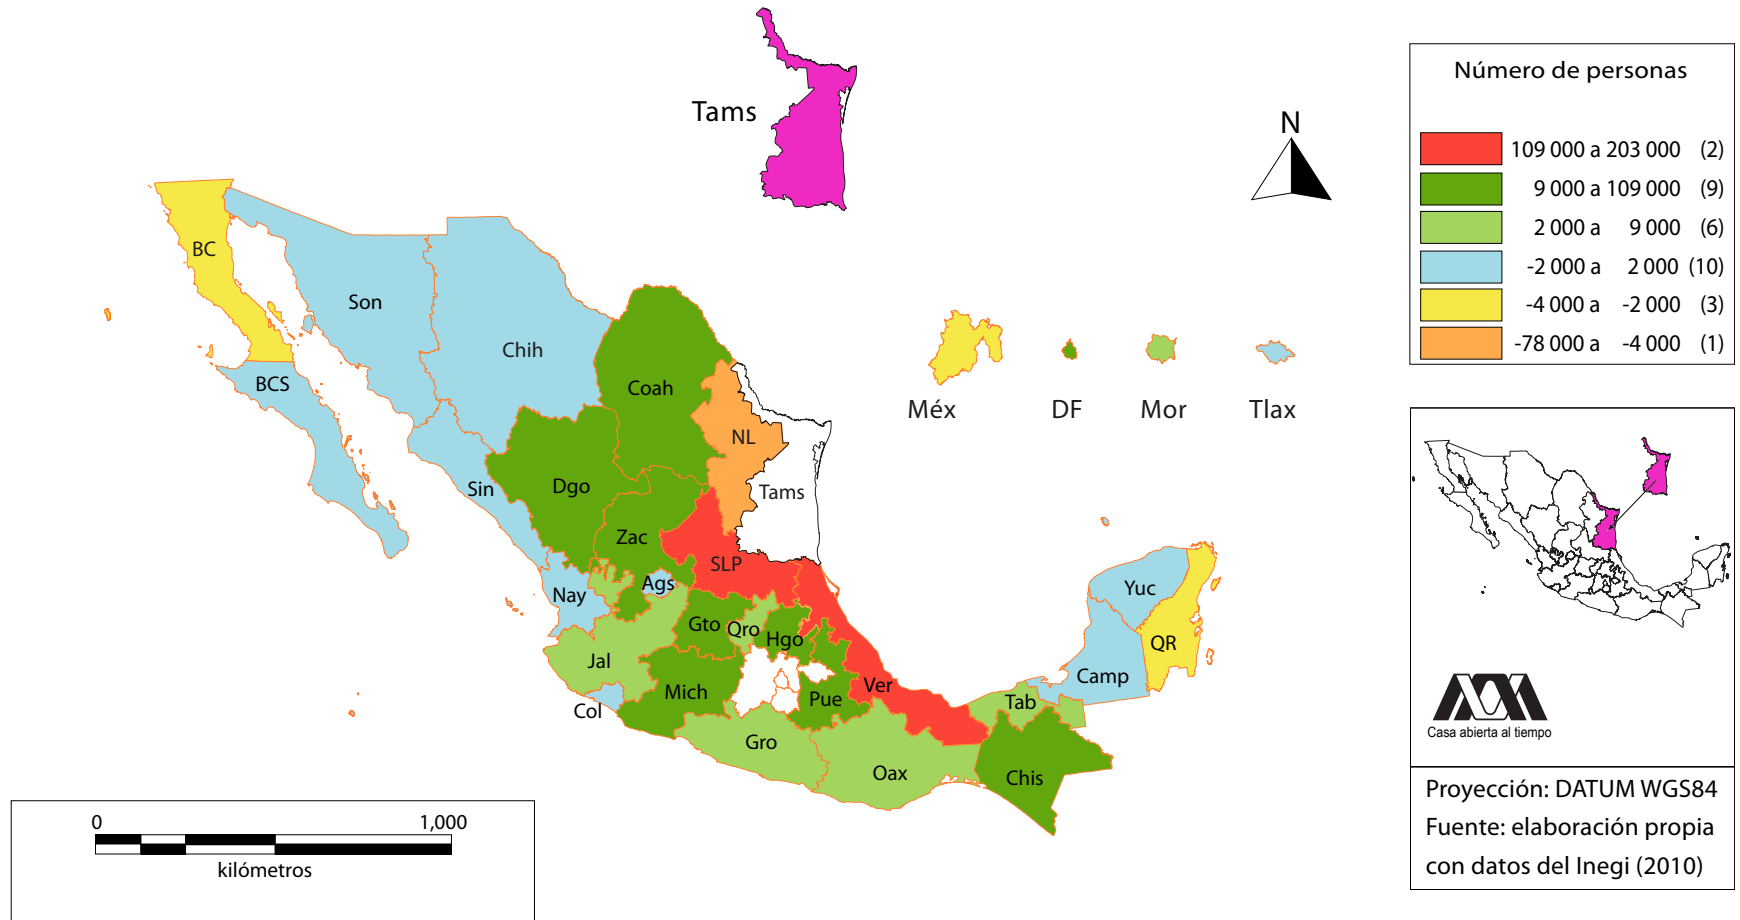 Tams
N
BC
Son
Chih
BCS
Coah
NL
Sin
Dgo
Tams
Zac
SLP
Ags
Nay
Gto
Qro
Hgo
Jal
Mich
Col
Pue
Ver
Gro
Oax
Tab
Chis
Camp
Yuc
QR
Méx
DF
Mor
Tlax
Número de personas
109 000 a 203 000 (2)
9 000 a 109 000 (9)
2 000 a 9 000 (6)
-2 000 a 2 000 (10)
-4 000 a -2 000 (3)
-78 000 a -4 000 (1)
Casa abierta al tiempo
Proyección: DATUM WGS84
Fuente: elaboración propia
con datos del Inegi (2010)
0 1,000
kilómetros